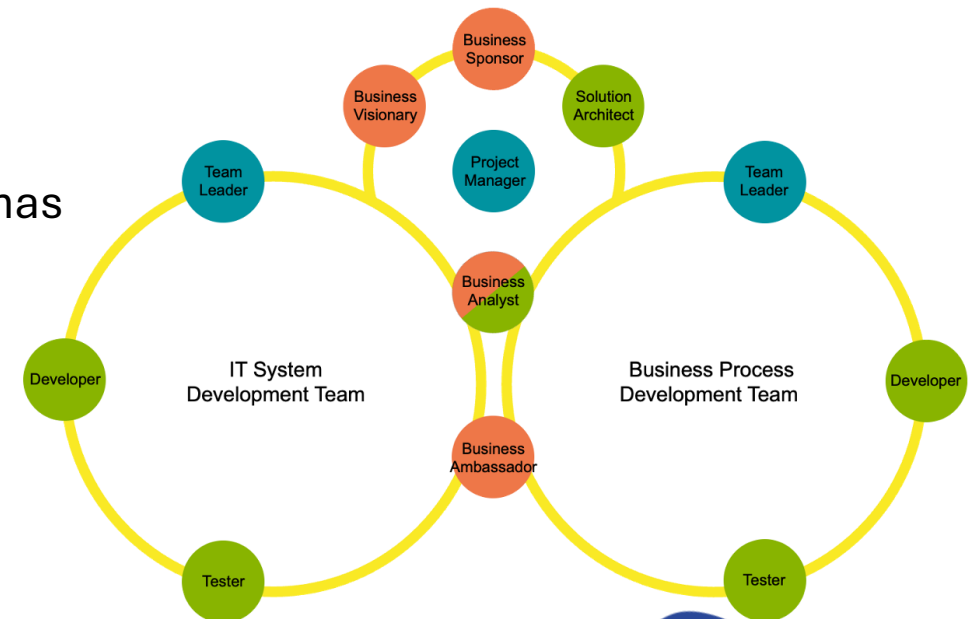 Business
Sponsor
Business
Visionary
Solution
Architect
Project
Manager
Team
Leader
Team
Leader
nas
Business
Analyst
IT System
Development Team
Business Process
Development Team
Developer
Developer
Business
Ambassador
Tester
Tester